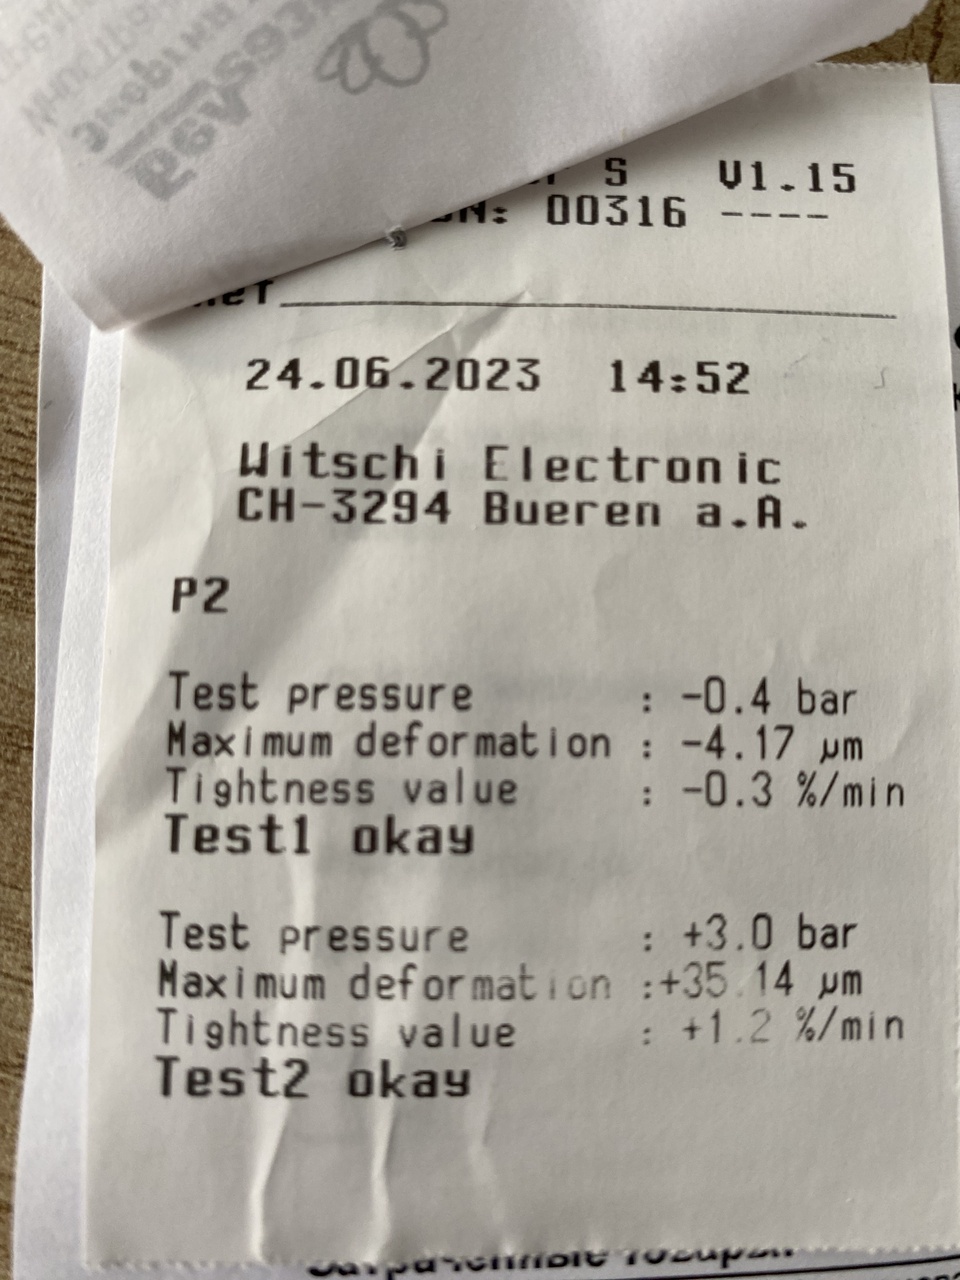 S V1.15
SN: 00316 ----
24.06.2023 14:52
Witschi Electronic
CH-3294 Bueren a.A.
P2
Test pressure : -0.4 bar
Maximum deformation : -4.17 µm
Tightness value : -0.3 %/min
Test1 okay
Test pressure : +3.0 bar
Maximum deformation :+35.14 µm
Tightness value : +1.2 %/min
Test2 okay